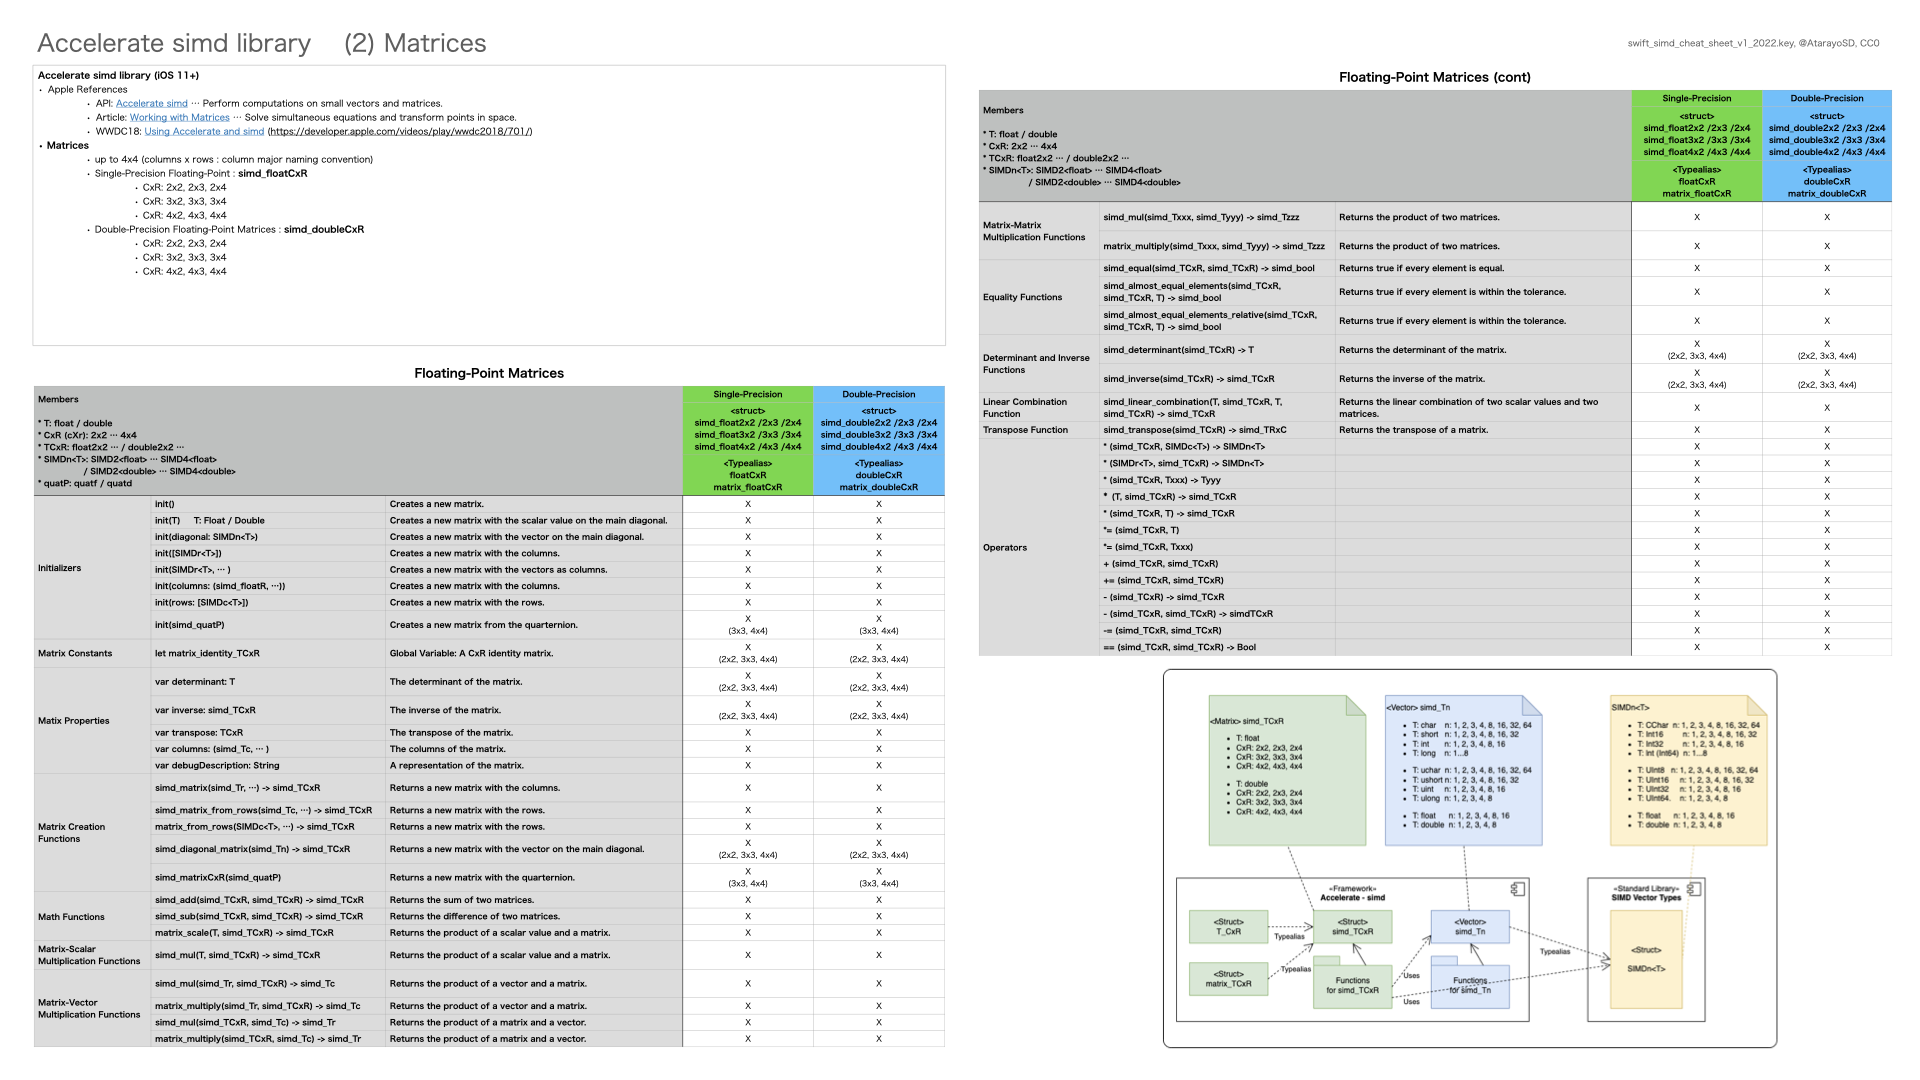 Accelerate simd library (2) Matrices
swift_simd_cheat_sheet_v1_2022.key, @AtarayoSD, CC0
Accelerate simd library (iOS 11+)
・ Apple References
・ API: Accelerate simd ⋯ Perform computations on small vectors and matrices.
・ Article: Working with Matrices ⋯ Solve simultaneous equations and transform points in space.
・ WWDC18: Using Accelerate and simd (https://developer.apple.com/videos/play/wwdc2018/701/)
・ Matrices
・ up to 4x4 (columns x rows : column major naming convention)
・ Single-Precision Floating-Point : simd_floatCxR
・ CxR: 2x2, 2x3, 2x4
・ CxR: 3x2, 3x3, 3x4
・ CxR: 4x2, 4x3, 4x4
・ Double-Precision Floating-Point Matrices : simd_doubleCxR
・ CxR: 2x2, 2x3, 2x4
・ CxR: 3x2, 3x3, 3x4
・ CxR: 4x2, 4x3, 4x4
Floating-Point Matrices
Members
* T: float / double
* CxR (cXr): 2x2 ⋯ 4x4
* TCxR: float2x2 ⋯ / double2x2 ⋯
* SIMDn<T>: SIMD2<float> ⋯ SIMD4<float>
/ SIMD2<double> ⋯ SIMD4<double>
* quatP: quatf / quatd
Single-Precision
<struct>
simd_float2x2 /2x3 /2x4
simd_float3x2 /3x3 /3x4
simd_float4x2 /4x3 /4x4
<Typealias>
floatCxR
matrix_floatCxR
Double-Precision
<struct>
simd_double2x2 /2x3 /2x4
simd_double3x2 /3x3 /3x4
simd_double4x2 /4x3 /4x4
<Typealias>
doubleCxR
matrix_doubleCxR
Initializers
init() Creates a new matrix. X X
init(T) T: Float / Double Creates a new matrix with the scalar value on the main diagonal. X X
init(diagonal: SIMDn<T>) Creates a new matrix with the vector on the main diagonal. X X
init([SIMDr<T>]) Creates a new matrix with the columns. X X
init(SIMDr<T>, ⋯ ) Creates a new matrix with the vectors as columns. X X
init(columns: (simd_floatR, ⋯)) Creates a new matrix with the columns. X X
init(rows: [SIMDc<T>]) Creates a new matrix with the rows. X X
init(simd_quatP) Creates a new matrix from the quarternion. X X
(3x3, 4x4) (3x3, 4x4)
Matrix Constants let matrix_identity_TCxR Global Variable: A CxR identity matrix. X X
(2x2, 3x3, 4x4) (2x2, 3x3, 4x4)
Matix Properties
var determinant: T The determinant of the matrix. X X
(2x2, 3x3, 4x4) (2x2, 3x3, 4x4)
var inverse: simd_TCxR The inverse of the matrix. X X
(2x2, 3x3, 4x4) (2x2, 3x3, 4x4)
var transpose: TCxR The transpose of the matrix. X X
var columns: (simd_Tc, ⋯ ) The columns of the matrix. X X
var debugDescription: String A representation of the matrix. X X
Matrix Creation
Functions
simd_matrix(simd_Tr, ⋯) -> simd_TCxR Returns a new matrix with the columns. X X
simd_matrix_from_rows(simd_Tc, ⋯) -> simd_TCxR Returns a new matrix with the rows. X X
matrix_from_rows(SIMDc<T>, ⋯) -> simd_TCxR Returns a new matrix with the rows. X X
simd_diagonal_matrix(simd_Tn) -> simd_TCxR Returns a new matrix with the vector on the main diagonal. X X
(2x2, 3x3, 4x4) (2x2, 3x3, 4x4)
simd_matrixCxR(simd_quatP) Returns a new matrix with the quarternion. X X
(3x3, 4x4) (3x3, 4x4)
Math Functions
simd_add(simd_TCxR, simd_TCxR) -> simd_TCxR Returns the sum of two matrices. X X
simd_sub(simd_TCxR, simd_TCxR) -> simd_TCxR Returns the difference of two matrices. X X
matrix_scale(T, simd_TCxR) -> simd_TCxR Returns the product of a scalar value and a matrix. X X
Matrix-Scalar
Multiplication Functions
simd_mul(T, simd_TCxR) -> simd_TCxR Returns the product of a scalar value and a matrix. X X
Matrix-Vector
Multiplication Functions
simd_mul(simd_Tr, simd_TCxR) -> simd_Tc Returns the product of a vector and a matrix. X X
matrix_multiply(simd_Tr, simd_TCxR) -> simd_Tc Returns the product of a vector and a matrix. X X
simd_mul(simd_TCxR, simd_Tc) -> simd_Tr Returns the product of a matrix and a vector. X X
matrix_multiply(simd_TCxR, simd_Tc) -> simd_Tr Returns the product of a matrix and a vector. X X
Floating-Point Matrices (cont)
Members
* T: float / double
* CxR: 2x2 ⋯ 4x4
* TCxR: float2x2 ⋯ / double2x2 ⋯
* SIMDn<T>: SIMD2<float> ⋯ SIMD4<float>
/ SIMD2<double> ⋯ SIMD4<double>
Single-Precision
<struct>
simd_float2x2 /2x3 /2x4
simd_float3x2 /3x3 /3x4
simd_float4x2 /4x3 /4x4
<Typealias>
floatCxR
matrix_floatCxR
Double-Precision
<struct>
simd_double2x2 /2x3 /2x4
simd_double3x2 /3x3 /3x4
simd_double4x2 /4x3 /4x4
<Typealias>
doubleCxR
matrix_doubleCxR
Matrix-Matrix
Multiplication Functions
simd_mul(simd_Txxx, simd_Tyyy) -> simd_Tzzz Returns the product of two matrices. X X
matrix_multiply(simd_Txxx, simd_Tyyy) -> simd_Tzzz Returns the product of two matrices. X X
Equality Functions
simd_equal(simd_TCxR, simd_TCxR) -> simd_bool Returns true if every element is equal. X X
simd_almost_equal_elements(simd_TCxR,
simd_TCxR, T) -> simd_bool Returns true if every element is within the tolerance. X X
simd_almost_equal_elements_relative(simd_TCxR,
simd_TCxR, T) -> simd_bool Returns true if every element is within the tolerance. X X
Determinant and Inverse
Functions
simd_determinant(simd_TCxR) -> T Returns the determinant of the matrix. X X
(2x2, 3x3, 4x4) (2x2, 3x3, 4x4)
simd_inverse(simd_TCxR) -> simd_TCxR Returns the inverse of the matrix. X X
(2x2, 3x3, 4x4) (2x2, 3x3, 4x4)
Linear Combination
Function
simd_linear_combination(T, simd_TCxR, T,
simd_TCxR) -> simd_TCxR
Returns the linear combination of two scalar values and two
matrices. X X
Transpose Function simd_transpose(simd_TCxR) -> simd_TRxC Returns the transpose of a matrix. X X
Operators
* (simd_TCxR, SIMDc<T>) -> SIMDn<T> X X
* (SIMDr<T>, simd_TCxR) -> SIMDn<T> X X
* (simd_TCxR, Txxx) -> Tyyy X X
* (T, simd_TCxR) -> simd_TCxR X X
* (simd_TCxR, T) -> simd_TCxR X X
*= (simd_TCxR, T) X X
*= (simd_TCxR, Txxx) X X
+ (simd_TCxR, simd_TCxR) X X
+= (simd_TCxR, simd_TCxR) X X
- (simd_TCxR) -> simd_TCxR X X
- (simd_TCxR, simd_TCxR) -> simdTCxR X X
-= (simd_TCxR, simd_TCxR) X X
== (simd_TCxR, simd_TCxR) -> Bool X X
<Matrix> simd_TCxR
• T: float
• CxR: 2x2, 2x3, 2x4
• CxR: 3x2, 3x3, 3x4
• CxR: 4x2, 4x3, 4x4
• T: double
• CxR: 2x2, 2x3, 2x4
• CxR: 3x2, 3x3, 3x4
• CxR: 4x2, 4x3, 4x4
<Vector> simd_Tn
• T: char n: 1, 2, 3, 4, 8, 16, 32, 64
• T: short n: 1, 2, 3, 4, 8, 16, 32
• T: int n: 1, 2, 3, 4, 8, 16
• T: long n: 1...8
• T: uchar n: 1, 2, 3, 4, 8, 16, 32, 64
• T: ushort n: 1, 2, 3, 4, 8, 16, 32
• T: uint n: 1, 2, 3, 4, 8, 16
• T: ulong n: 1, 2, 3, 4, 8
• T: float n: 1, 2, 3, 4, 8, 16
• T: double n: 1, 2, 3, 4, 8
SIMDn<T>
• T: CChar n: 1, 2, 3, 4, 8, 16, 32, 64
• T: Int16 n: 1, 2, 3, 4, 8, 16, 32
• T: Int32 n: 1, 2, 3, 4, 8, 16
• T: Int (Int64) n: 1...8
• T: UInt8 n: 1, 2, 3, 4, 8, 16, 32, 64
• T: UInt16 n: 1, 2, 3, 4, 8, 16, 32
• T: UInt32 n: 1, 2, 3, 4, 8, 16
• T: UInt64. n: 1, 2, 3, 4, 8
• T: float n: 1, 2, 3, 4, 8, 16
• T: double n: 1, 2, 3, 4, 8
«Framework»
Accelerate - simd
<Struct>
T_CxR
Typealias
<Struct>
simd_TCxR
<Vector>
simd_Tn
Typealias
<Struct>
matrix_TCxR
Typealias
Functions
for simd_TCxR
Uses
Uses
Functions
for simd_Tn
«Standard Library»
SIMD Vector Types
<Struct>
SIMDn<T>